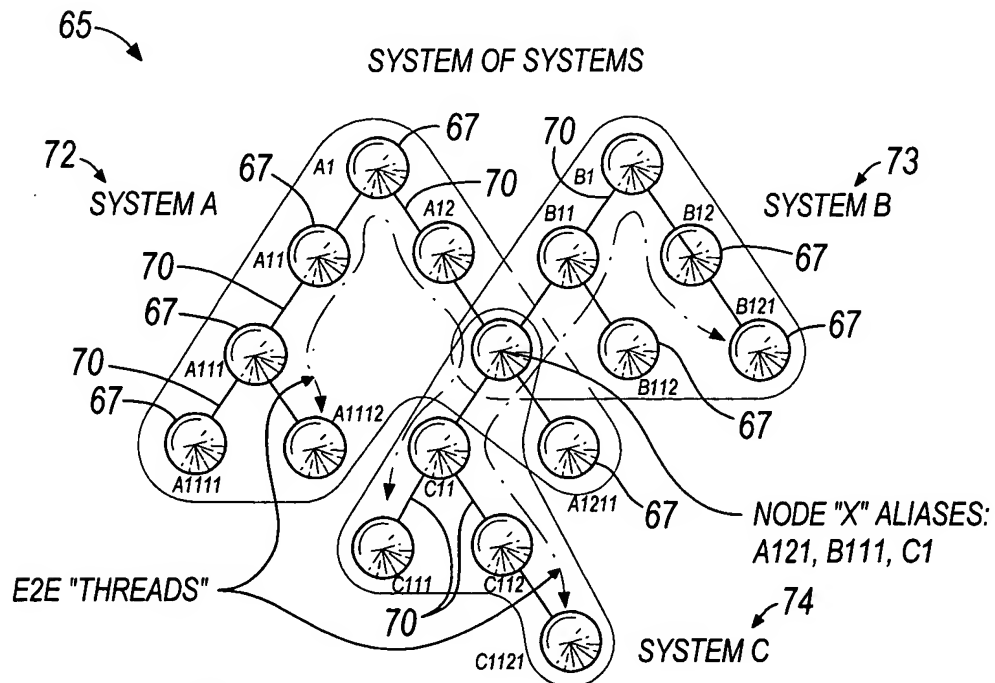 65
SYSTEM OF SYSTEMS
67
72
A1
70
70
B1
73
SYSTEM A
67
A12
B11
B12
SYSTEM B
A11
67
70
67
B121
67
A111
B112
70
67
67
A1112
A1111
C11
A1211
67
NODE "X" ALIASES:
A121, B111, C1
E2E "THREADS"
C111
C112
70
74
C1121
SYSTEM C